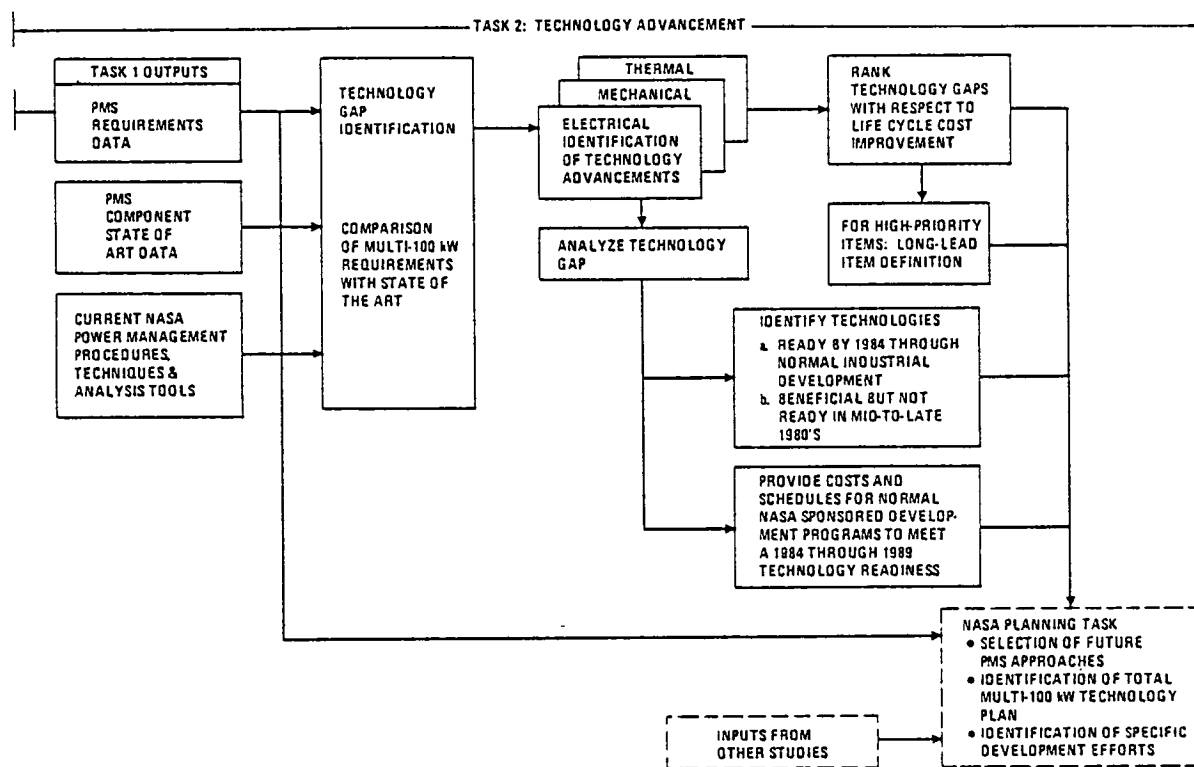 TASK 2: TECHNOLOGY ADVANCEMENT
TASK 1 OUTPUTS
PMS
REQUIREMENTS
DATA
PMS
COMPONENT
STATE OF
ART DATA
CURRENT NASA
POWER MANAGEMENT
PROCEDURES,
TECHNIQUES &
ANALYSIS TOOLS
TECHNOLOGY
GAP
IDENTIFICATION
COMPARISON
OF MULTI-100 kW
REQUIREMENTS
WITH STATE OF
THE ART
THERMAL
MECHANICAL
ELECTRICAL
IDENTIFICATION
OF TECHNOLOGY
ADVANCEMENTS
ANALYZE TECHNOLOGY
GAP
RANK
TECHNOLOGY GAPS
WITH RESPECT TO
LIFE CYCLE COST
IMPROVEMENT
FOR HIGH-PRIORITY
ITEMS: LONG-LEAD
ITEM DEFINITION
IDENTIFY TECHNOLOGIES
a. READY BY 1984 THROUGH
NORMAL INDUSTRIAL
DEVELOPMENT
b. BENEFICIAL BUT NOT
READY IN MID-TO-LATE
1980'S
PROVIDE COSTS AND
SCHEDULES FOR NORMAL
NASA SPONSORED DEVELOP-
MENT PROGRAMS TO MEET
A 1984 THROUGH 1989
TECHNOLOGY READINESS
NASA PLANNING TASK
• SELECTION OF FUTURE
PMS APPROACHES
• IDENTIFICATION OF TOTAL
MULTI-100 kW TECHNOLOGY
PLAN
• IDENTIFICATION OF SPECIFIC
DEVELOPMENT EFFORTS
INPUTS FROM
OTHER STUDIES